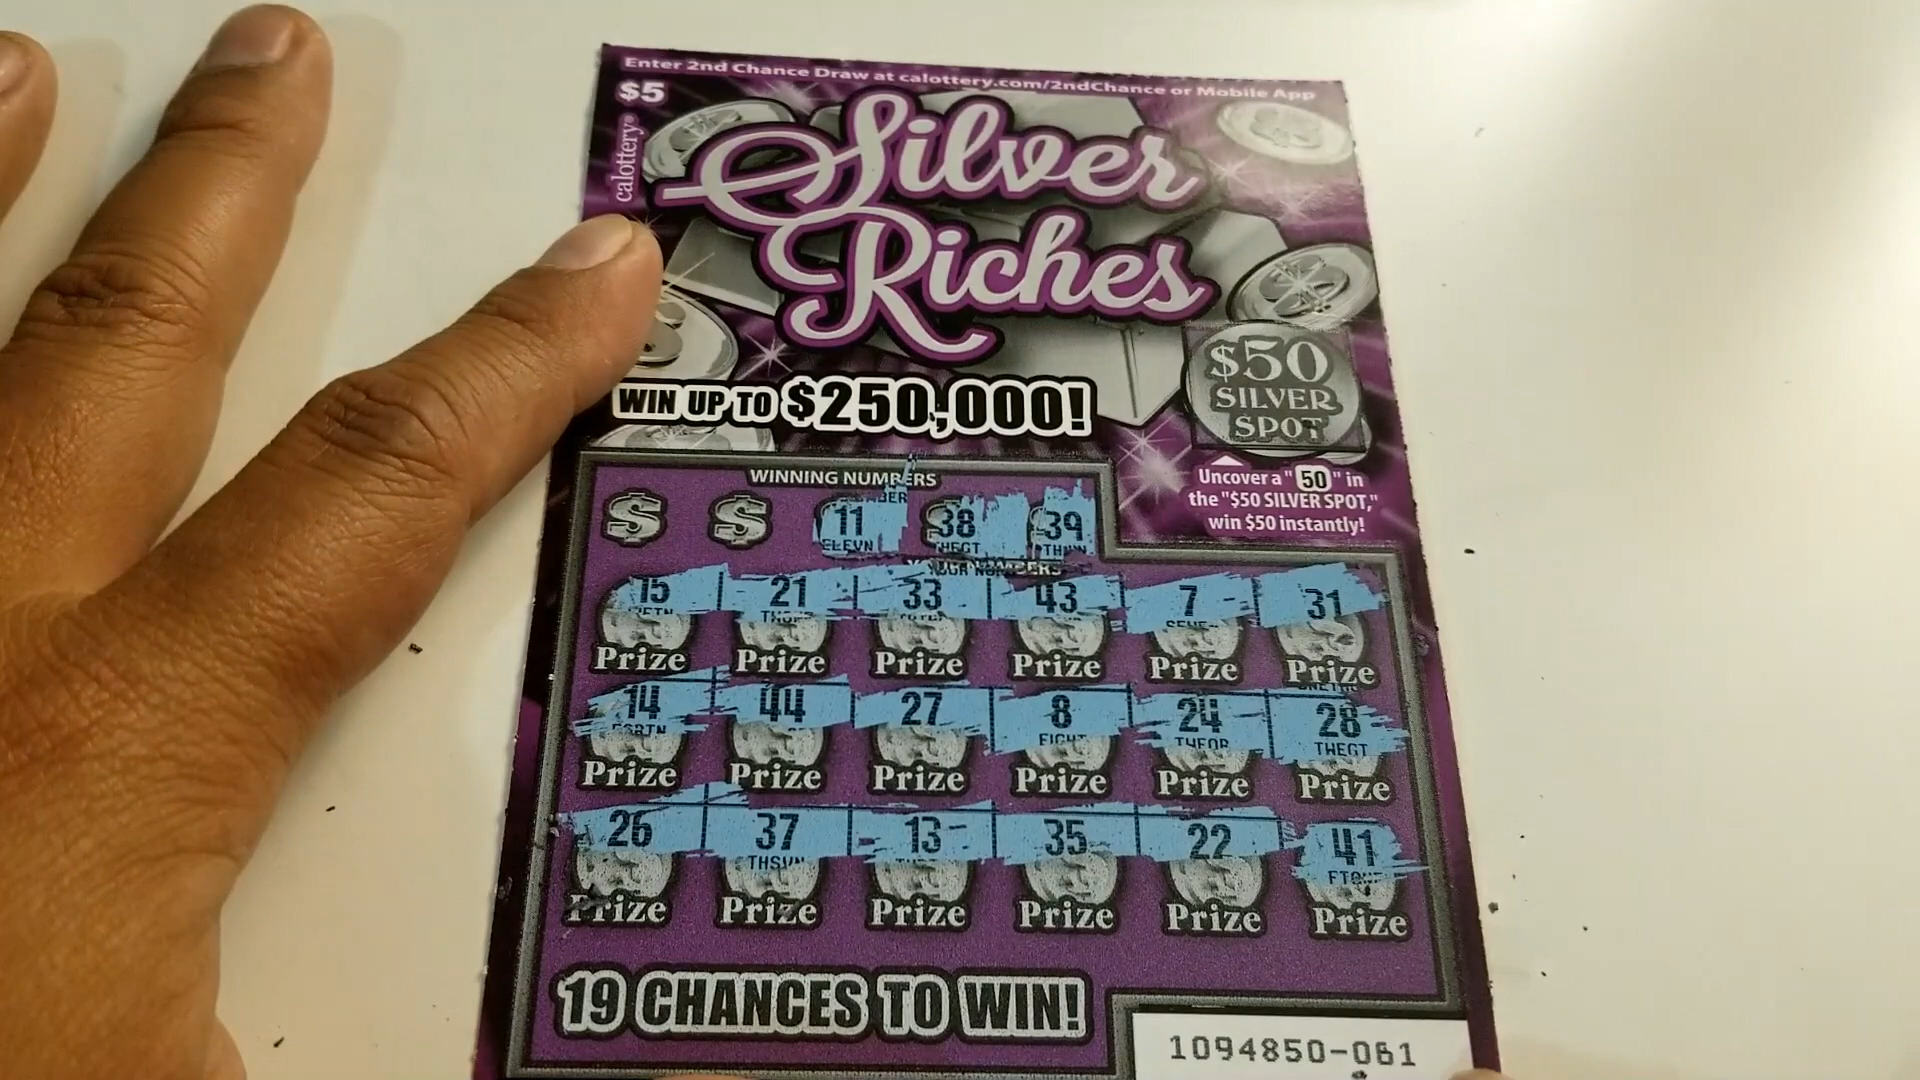 Enter 2nd Chance Draw at calottery.com/2ndChance or Mobile App
$5
calottery®
Silver
Riches
WIN UP TO $250,000!
$50
SILVER
SPOT
Uncover a "50" in
the "$50 SILVER SPOT,"
win $50 instantly!
WINNING NUMBERS
$ $ 11 38 39
ELEVN
YOUR NUMBERS
15 21 33 43 7 31
Prize Prize Prize Prize Prize Prize
14 44 27 8 24 28
THEGT
Prize Prize Prize Prize Prize Prize
26 37 13 35 22 41
THSVN
Prize Prize Prize Prize Prize Prize
19 CHANCES TO WIN!
1094850-061